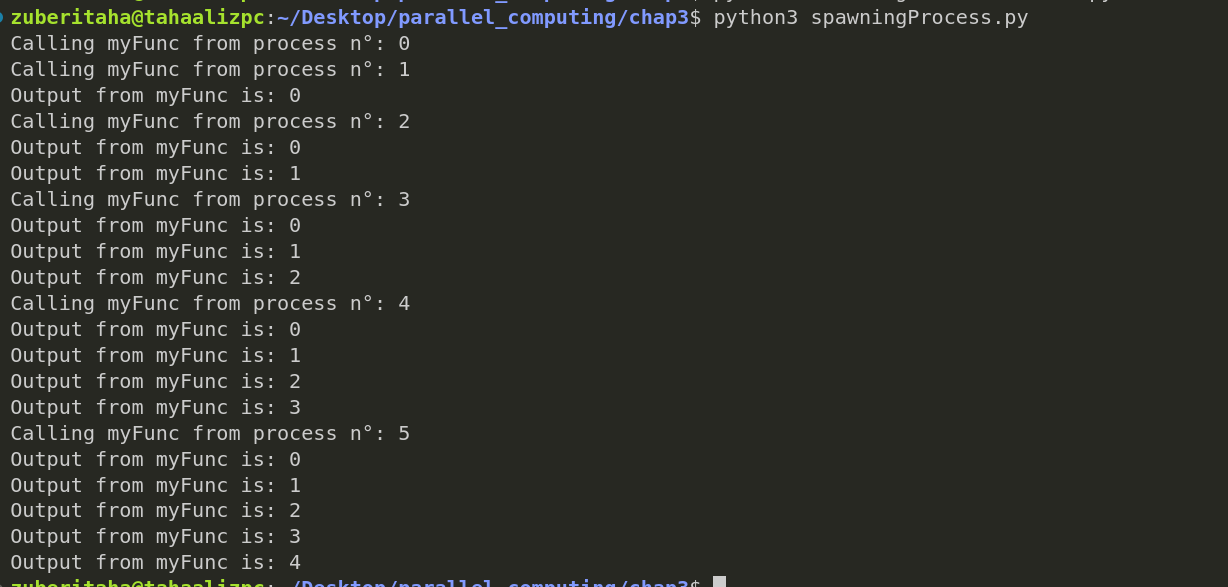 zuberitaha@tahaalizpc:~/Desktop/parallel_computing/chap3$ python3 spawningProcess.py
Calling myFunc from process n°: 0
Calling myFunc from process n°: 1
Output from myFunc is: 0
Calling myFunc from process n°: 2
Output from myFunc is: 0
Output from myFunc is: 1
Calling myFunc from process n°: 3
Output from myFunc is: 0
Output from myFunc is: 1
Output from myFunc is: 2
Calling myFunc from process n°: 4
Output from myFunc is: 0
Output from myFunc is: 1
Output from myFunc is: 2
Output from myFunc is: 3
Calling myFunc from process n°: 5
Output from myFunc is: 0
Output from myFunc is: 1
Output from myFunc is: 2
Output from myFunc is: 3
Output from myFunc is: 4
zuberitaha@tahaalizpc:~/Desktop/parallel_computing/chap3$